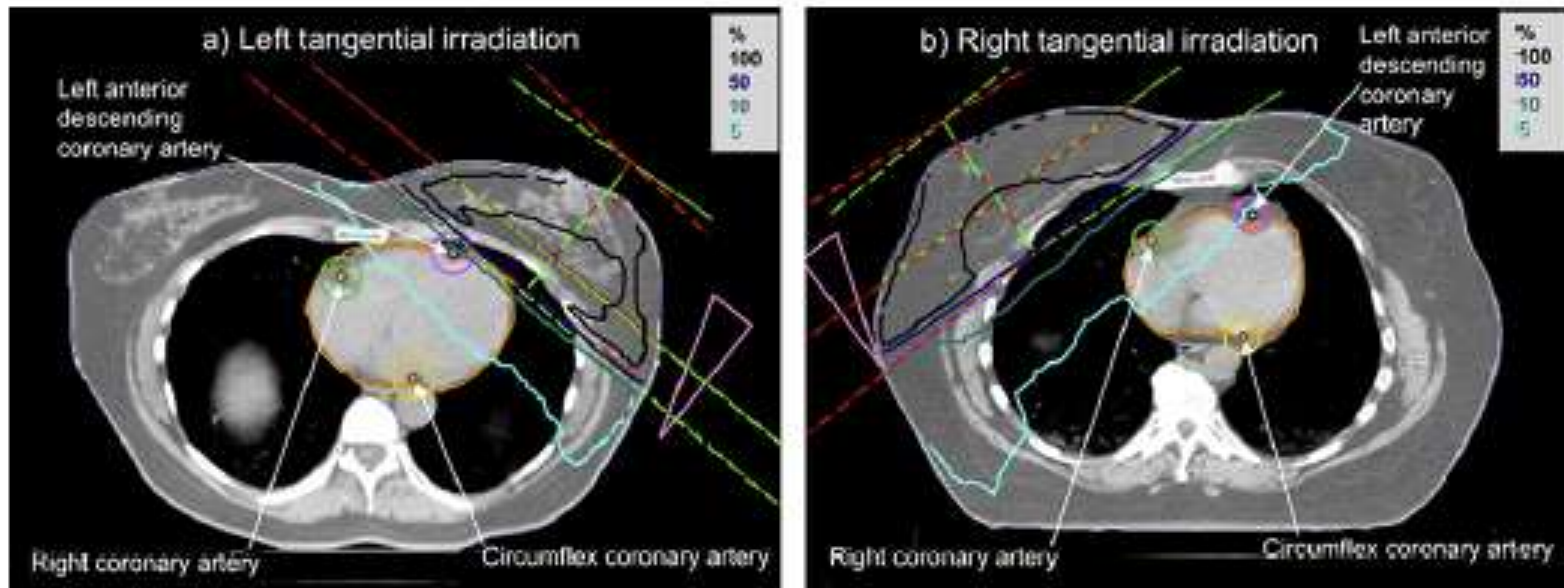 a) Left tangential irradiation
%
100
50
10
5
Left anterior
descending
coronary artery
Right coronary artery
Circumflex coronary artery
b) Right tangential irradiation
Left anterior
descending
coronary
artery
%
100
50
10
5
Right coronary artery
Circumflex coronary artery